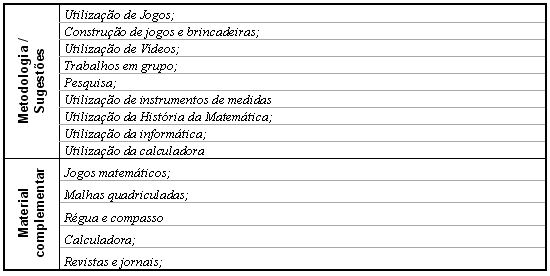 Metodologia /
Sugestões
Utilização de Jogos;
Construção de jogos e brincadeiras;
Utilização de Vídeos;
Trabalhos em grupo;
Pesquisa;
Utilização de instrumentos de medidas
Utilização da História da Matemática;
Utilização da informática;
Utilização da calculadora
Material
complementar
Jogos matemáticos;
Malhas quadriculadas;
Régua e compasso
Calculadora;
Revistas e jornais;